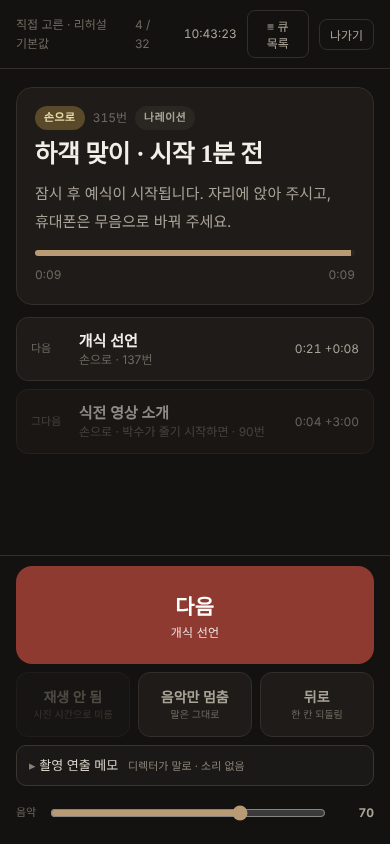 직접 고른 · 리허설 기본값
4 / 32
10:43:23
≡ 큐 목록
나가기
손으로 315번 나레이션
하객 맞이 · 시작 1분 전
잠시 후 예식이 시작됩니다. 자리에 앉아 주시고,
휴대폰은 무음으로 바꿔 주세요.
0:09 0:09
다음 개식 선언 0:21 +0:08
손으로 · 137번
그다음 식전 영상 소개 0:04 +3:00
손으로 · 박수가 줄기 시작하면 · 90번
다음
개식 선언
재생 안 됨 음악만 멈춤 뒤로
사진 시간으로 이름 말은 그대로 한 칸 되돌림
▸ 촬영 연출 메모 디렉터가 말로 · 소리 없음
음악 70